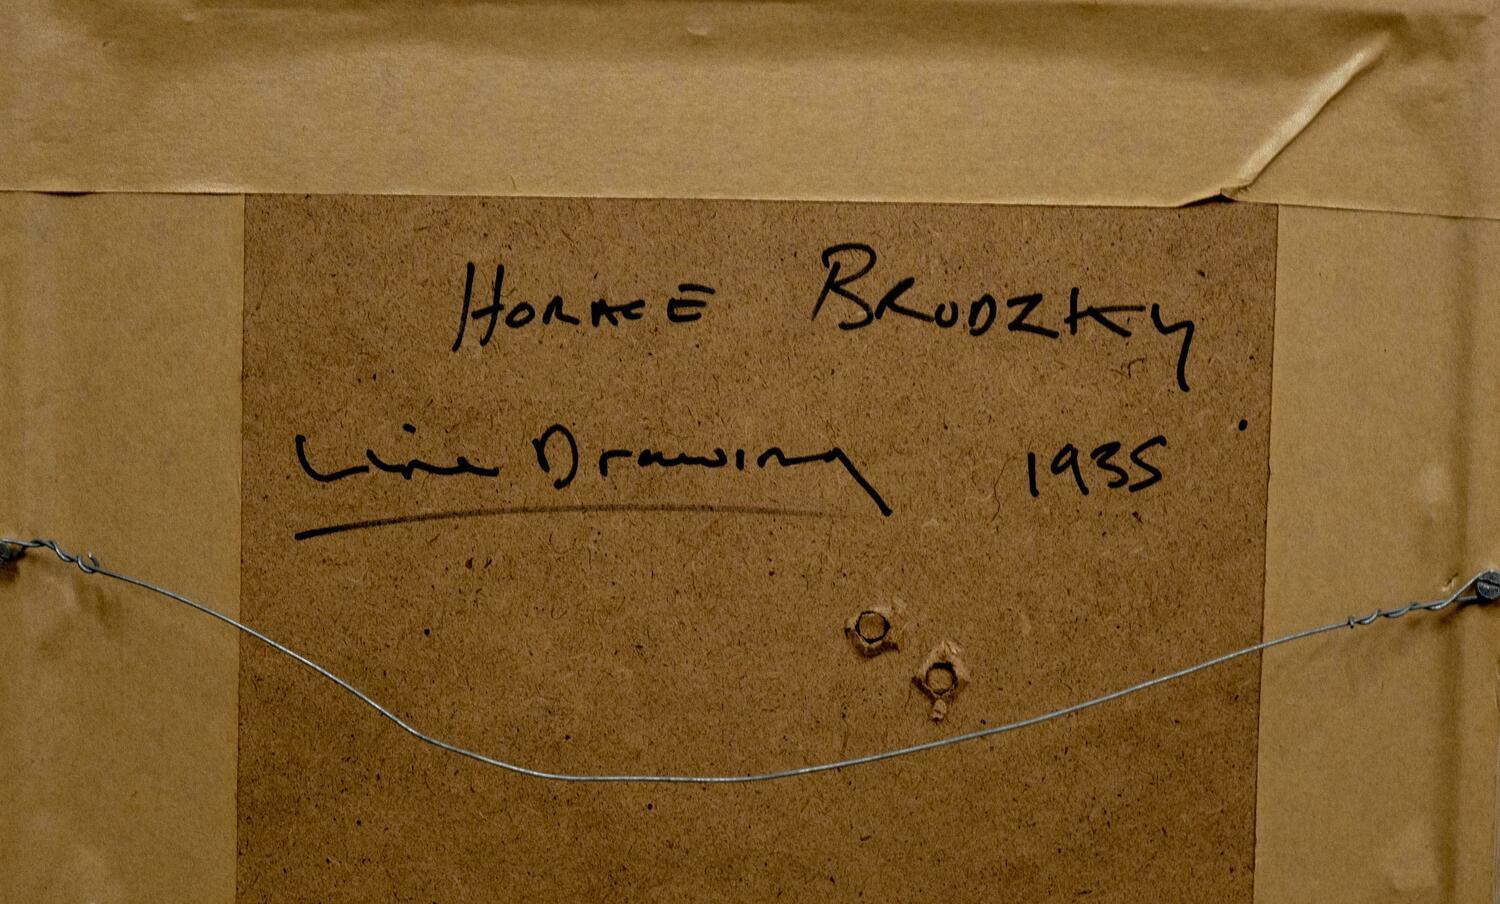 HORACE BRODZKY
Line Drawing 1935